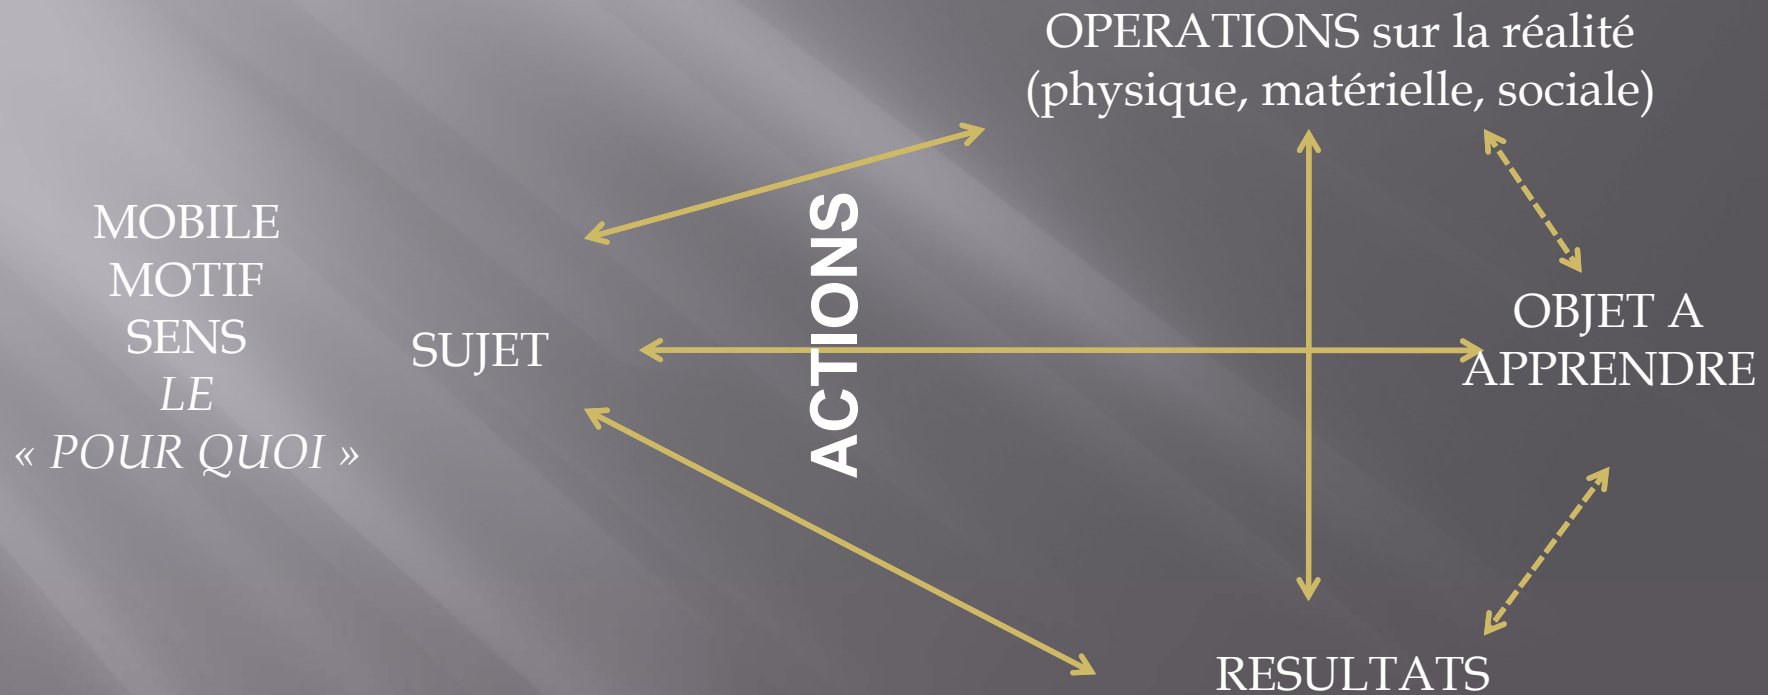 OPERATIONS sur la réalité
(physique, matérielle, sociale)
MOBILE
MOTIF
SENS
LE
« POUR QUOI »
SUJET
ACTIONS
OBJET A
APPRENDRE
RESULTATS